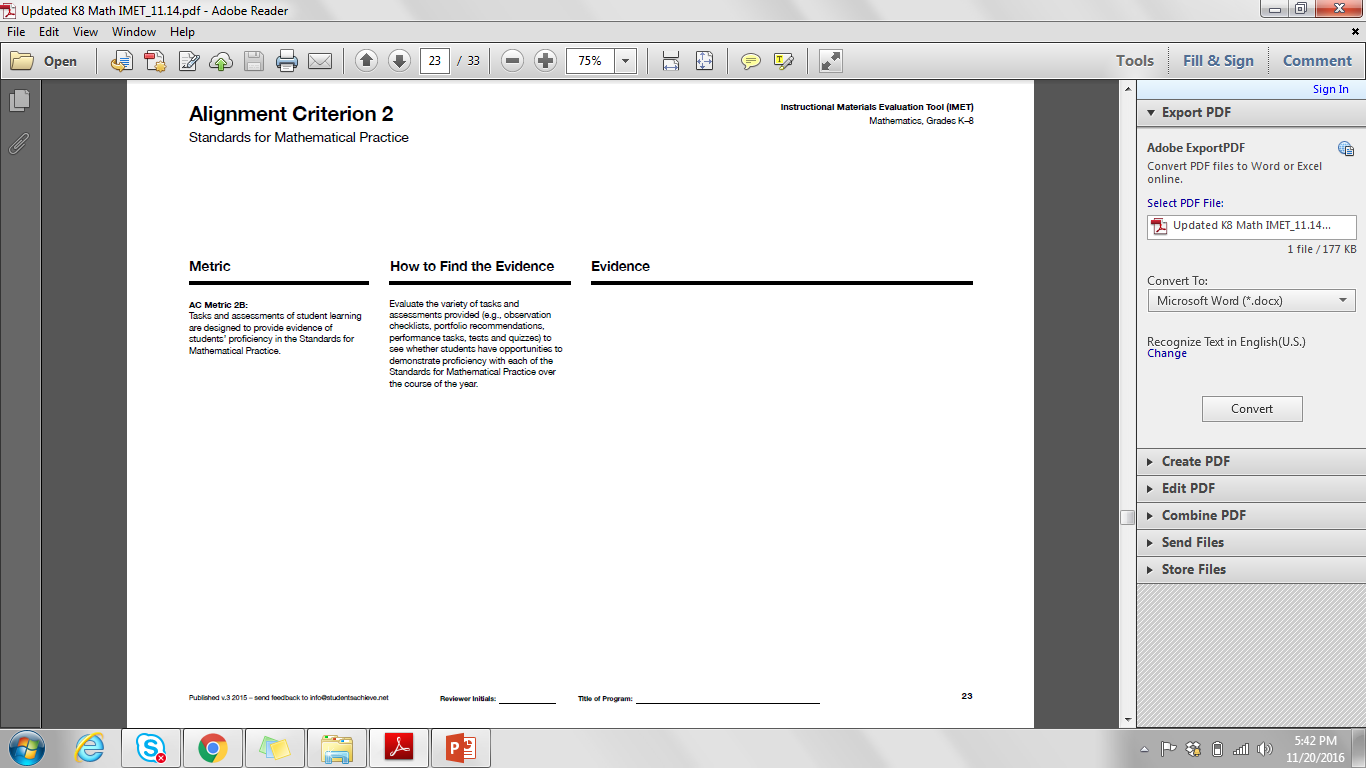 Updated K8 Math IMET_11.14.pdf - Adobe Reader
File Edit View Window Help
Open 23 / 33 75% Tools Fill & Sign Comment
Sign In
Alignment Criterion 2
Standards for Mathematical Practice
Instructional Materials Evaluation Tool (IMET)
Mathematics, Grades K–8
Metric
AC Metric 2B:
Tasks and assessments of student learning
are designed to provide evidence of
students' proficiency in the Standards for
Mathematical Practice.
How to Find the Evidence
Evaluate the variety of tasks and
assessments provided (e.g., observation
checklists, portfolio recommendations,
performance tasks, tests and quizzes) to
see whether students have opportunities to
demonstrate proficiency with each of the
Standards for Mathematical Practice over
the course of the year.
Evidence
Published v.3 2015 – send feedback to info@studentsachieve.net
Reviewer Initials:
Title of Program:
23
Export PDF
Adobe ExportPDF
Convert PDF files to Word or Excel
online.
Select PDF File:
Updated K8 Math IMET_11.14...
1 file / 177 KB
Convert To:
Microsoft Word (*.docx)
Recognize Text in English(U.S.)
Change
Convert
Create PDF
Edit PDF
Combine PDF
Send Files
Store Files
5:42 PM
11/20/2016